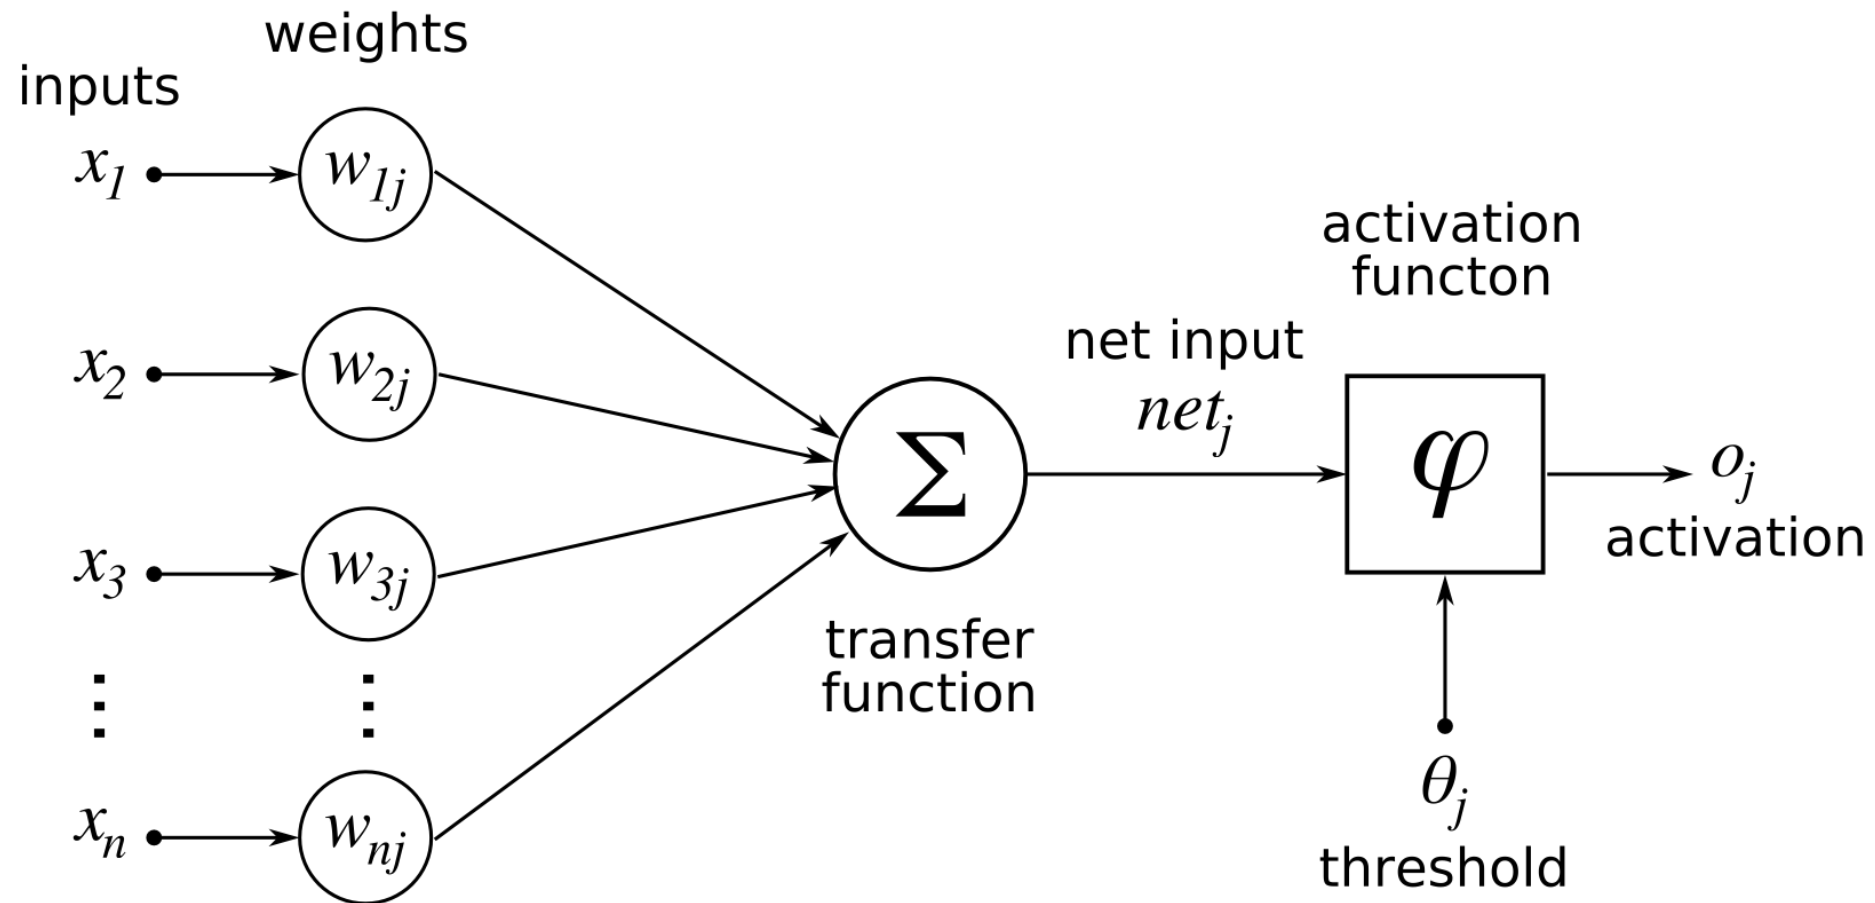 weights
inputs
x1
w1j
x2
w2j
x3
w3j
⋮ ⋮
xn
wnj
Σ
transfer
function
net input
netj
activation
functon
φ
oj
activation
θj
threshold